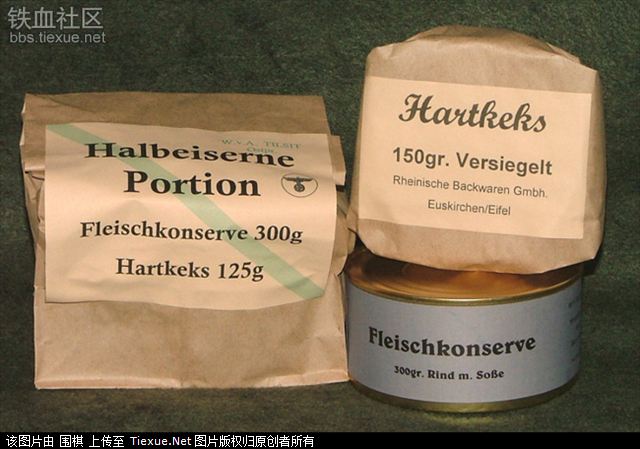 铁血社区
bbs.tiexue.net
W.v.A. TILSIT
Ostpr.
Halbeiserne
Portion
Fleischkonserve 300g
Hartkeks 125g
Hartkeks
150gr. Versiegelt
Rheinische Backwaren Gmbh.
Euskirchen/Eifel
Fleischkonserve
300gr. Rind m. Soße
该图片由 围棋 上传至 Tiexue.Net 图片版权归原创者所有